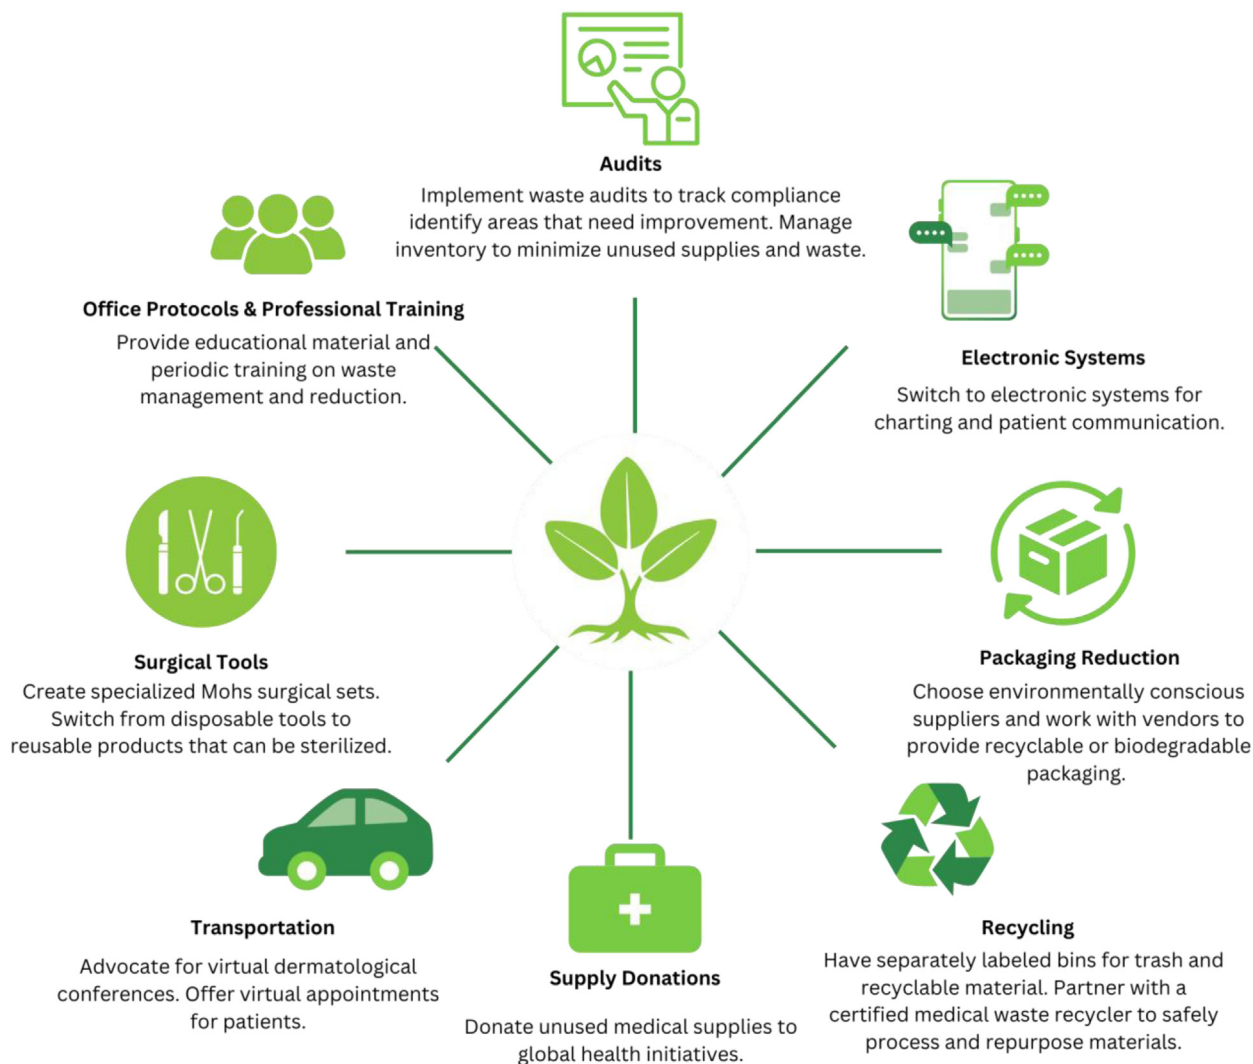 Audits
Implement waste audits to track compliance
identify areas that need improvement. Manage
inventory to minimize unused supplies and waste.
Office Protocols & Professional Training
Provide educational material and
periodic training on waste
management and reduction.
Electronic Systems
Switch to electronic systems for
charting and patient communication.
Surgical Tools
Create specialized Mohs surgical sets.
Switch from disposable tools to
reusable products that can be sterilized.
Packaging Reduction
Choose environmentally conscious
suppliers and work with vendors to
provide recyclable or biodegradable
packaging.
Transportation
Advocate for virtual dermatological
conferences. Offer virtual appointments
for patients.
Supply Donations
Donate unused medical supplies to
global health initiatives.
Recycling
Have separately labeled bins for trash and
recyclable material. Partner with a
certified medical waste recycler to safely
process and repurpose materials.